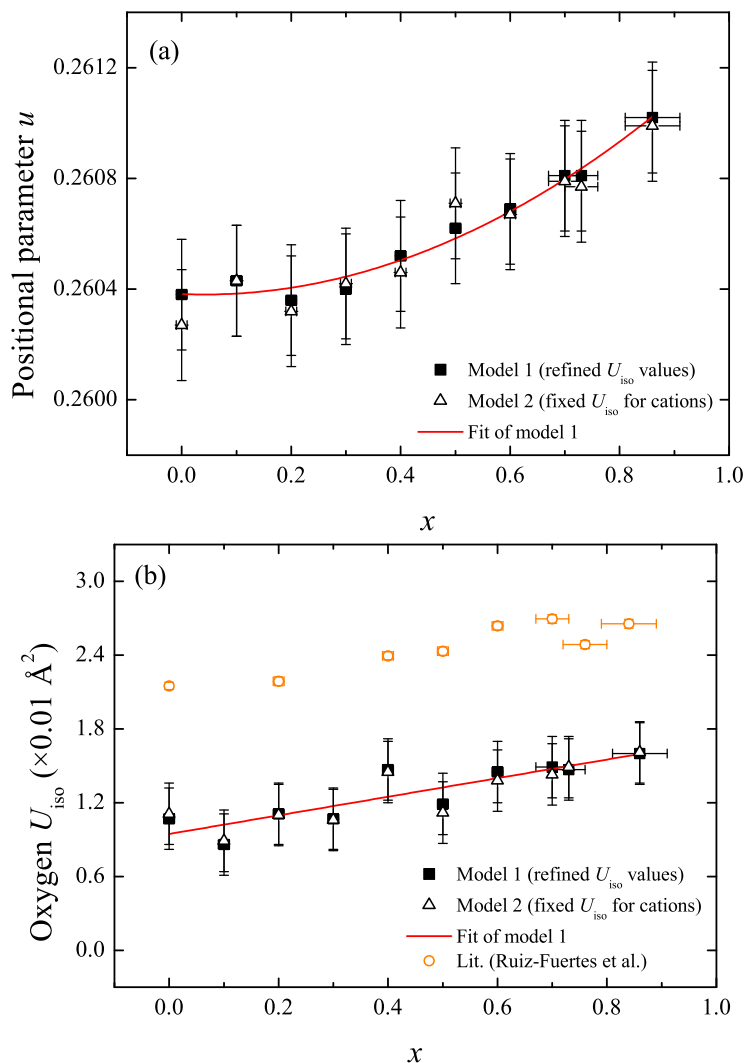 (a)
0.2612
0.2608
0.2604
0.2600
Positional parameter u
Model 1 (refined Uiso values)
Model 2 (fixed Uiso for cations)
Fit of model 1
0.0 0.2 0.4 0.6 0.8 1.0
x
(b)
3.0
2.4
1.8
1.2
0.6
0.0
Oxygen Uiso (×0.01 Å²)
Model 1 (refined Uiso values)
Model 2 (fixed Uiso for cations)
Fit of model 1
Lit. (Ruiz-Fuertes et al.)
0.0 0.2 0.4 0.6 0.8 1.0
x